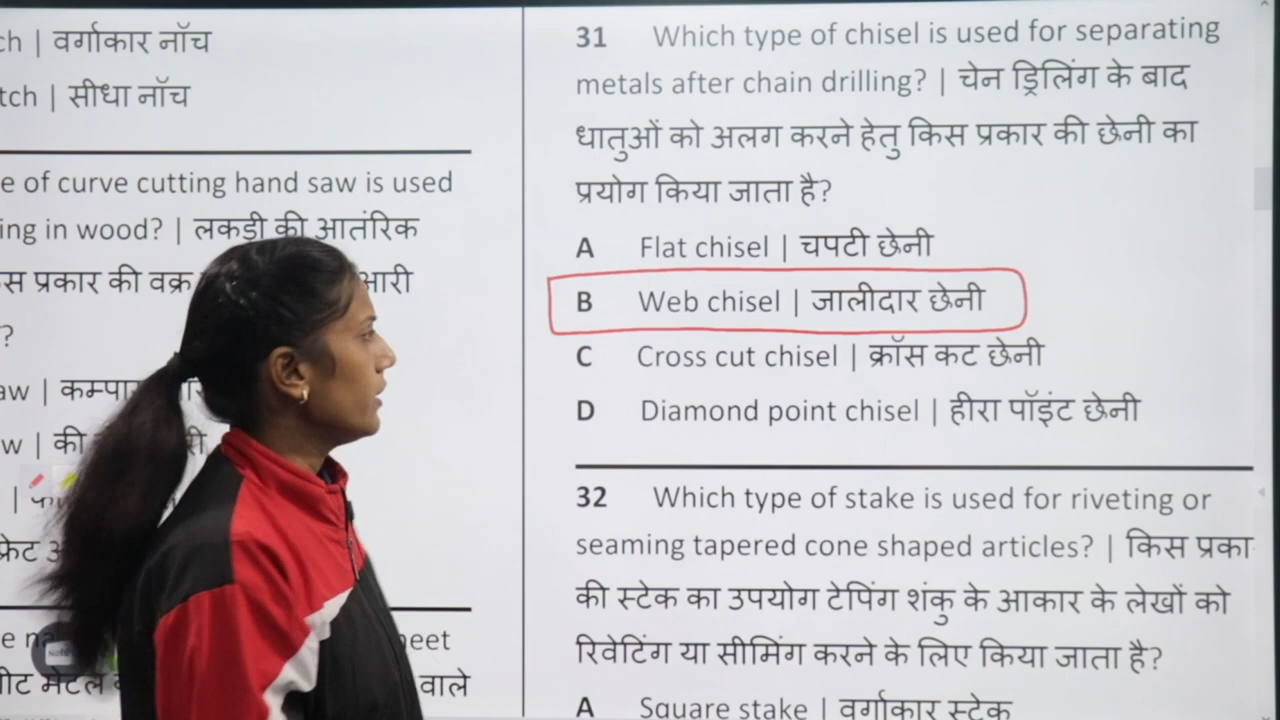 ch | वर्गाकार नॉच
tch | सीधा नॉच
e of curve cutting hand saw is used
ing in wood? | लकड़ी की आतंरिक
स प्रकार की वक्र आरी
?
aw |
w | की
|
फ्रेट
e
eet
वाले
31 Which type of chisel is used for separating
metals after chain drilling? | चेन ड्रिलिंग के बाद
धातुओं को अलग करने हेतु किस प्रकार की छेनी का
प्रयोग किया जाता है?
A Flat chisel | चपटी छेनी
B Web chisel | जालीदार छेनी
C Cross cut chisel | क्रॉस कट छेनी
D Diamond point chisel | हीरा पॉइंट छेनी
32 Which type of stake is used for riveting or
seaming tapered cone shaped articles? | किस प्रका
की स्टेक का उपयोग टेपिंग शंकु के आकार के लेखों को
रिवेटिंग या सीमिंग करने के लिए किया जाता है?
A Square stake | वर्गाकार स्टेक